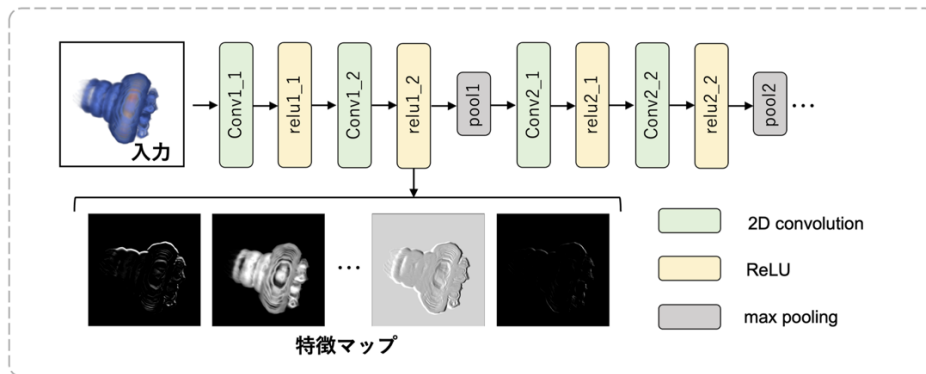 入力
Conv1_1
relu1_1
Conv1_2
relu1_2
pool1
Conv2_1
relu2_1
Conv2_2
relu2_2
pool2
...
...
特徴マップ
2D convolution
ReLU
max pooling